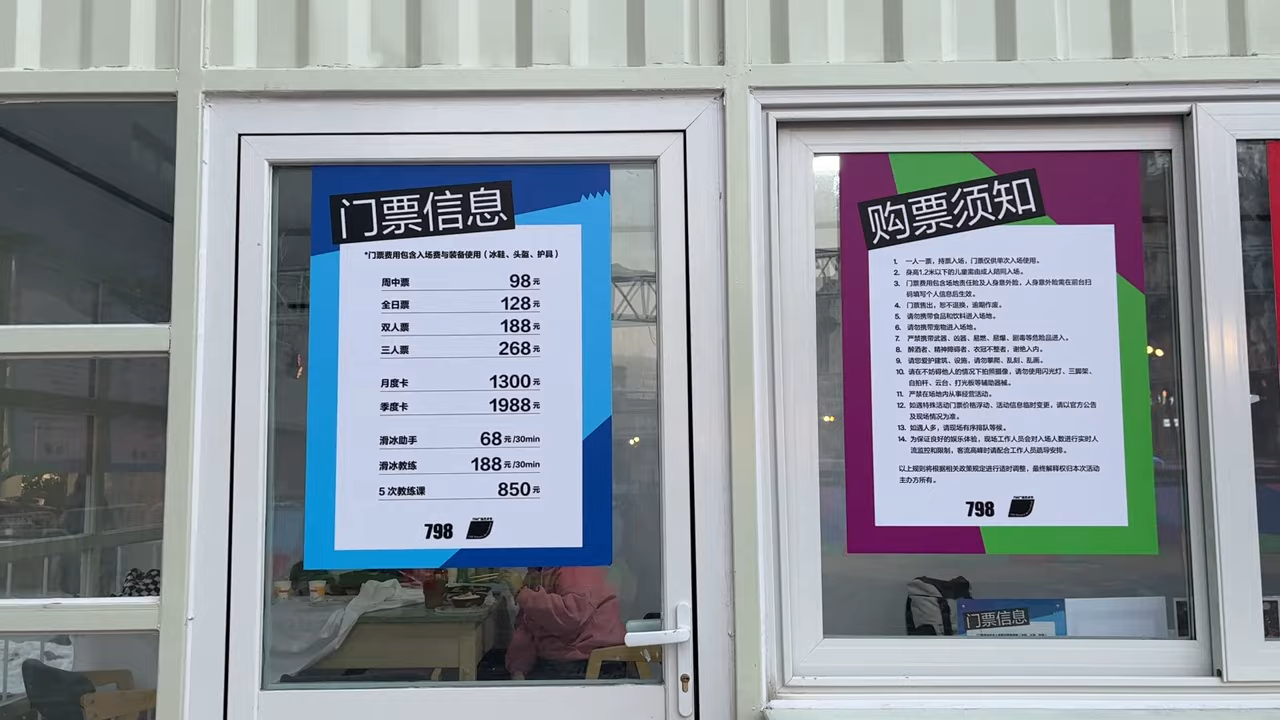 门票信息
*门票费用包含入场费与装备使用（冰鞋、头盔、护具）
周中票 98元
全日票 128元
双人票 188元
三人票 268元
月度卡 1300元
季度卡 1988元
滑冰助手 68元/30min
滑冰教练 188元/30min
5次教练课 850元
798
购票须知
1. 一人一票，持票入场，门票仅供单次入场使用。
2. 身高1.2米以下的儿童需由成人陪同入场。
3. 门票费用包含场地责任险及人身意外险，人身意外险需在前台扫
码填写个人信息后生效。
4. 门票售出，恕不退换，逾期作废。
5. 请勿携带食品和饮料进入场地。
6. 请勿携带宠物进入场地。
7. 严禁携带武器、凶器、易燃、易爆、剧毒等危险品进入。
8. 醉酒者、精神障碍者、衣冠不整者，谢绝入内。
9. 请您爱护建筑、设施，请勿攀爬、乱刻、乱画。
10. 请在不妨碍他人的情况下拍照摄像，请勿使用闪光灯、三脚架、
自拍杆、云台、打光板等辅助器械。
11. 严禁在场地内从事经营活动。
12. 如遇特殊活动门票价格浮动、活动信息临时变更，请以官方公告
及现场情况为准。
13. 如遇人多，请现场有序排队等候。
14. 为保证良好的娱乐体验，现场工作人员会对入场人数进行实时人
流监控和限制，客流高峰时请配合工作人员疏导安排。
以上规则将根据相关政策规定进行适时调整，最终解释权归本次活动
主办方所有。
798
门票信息